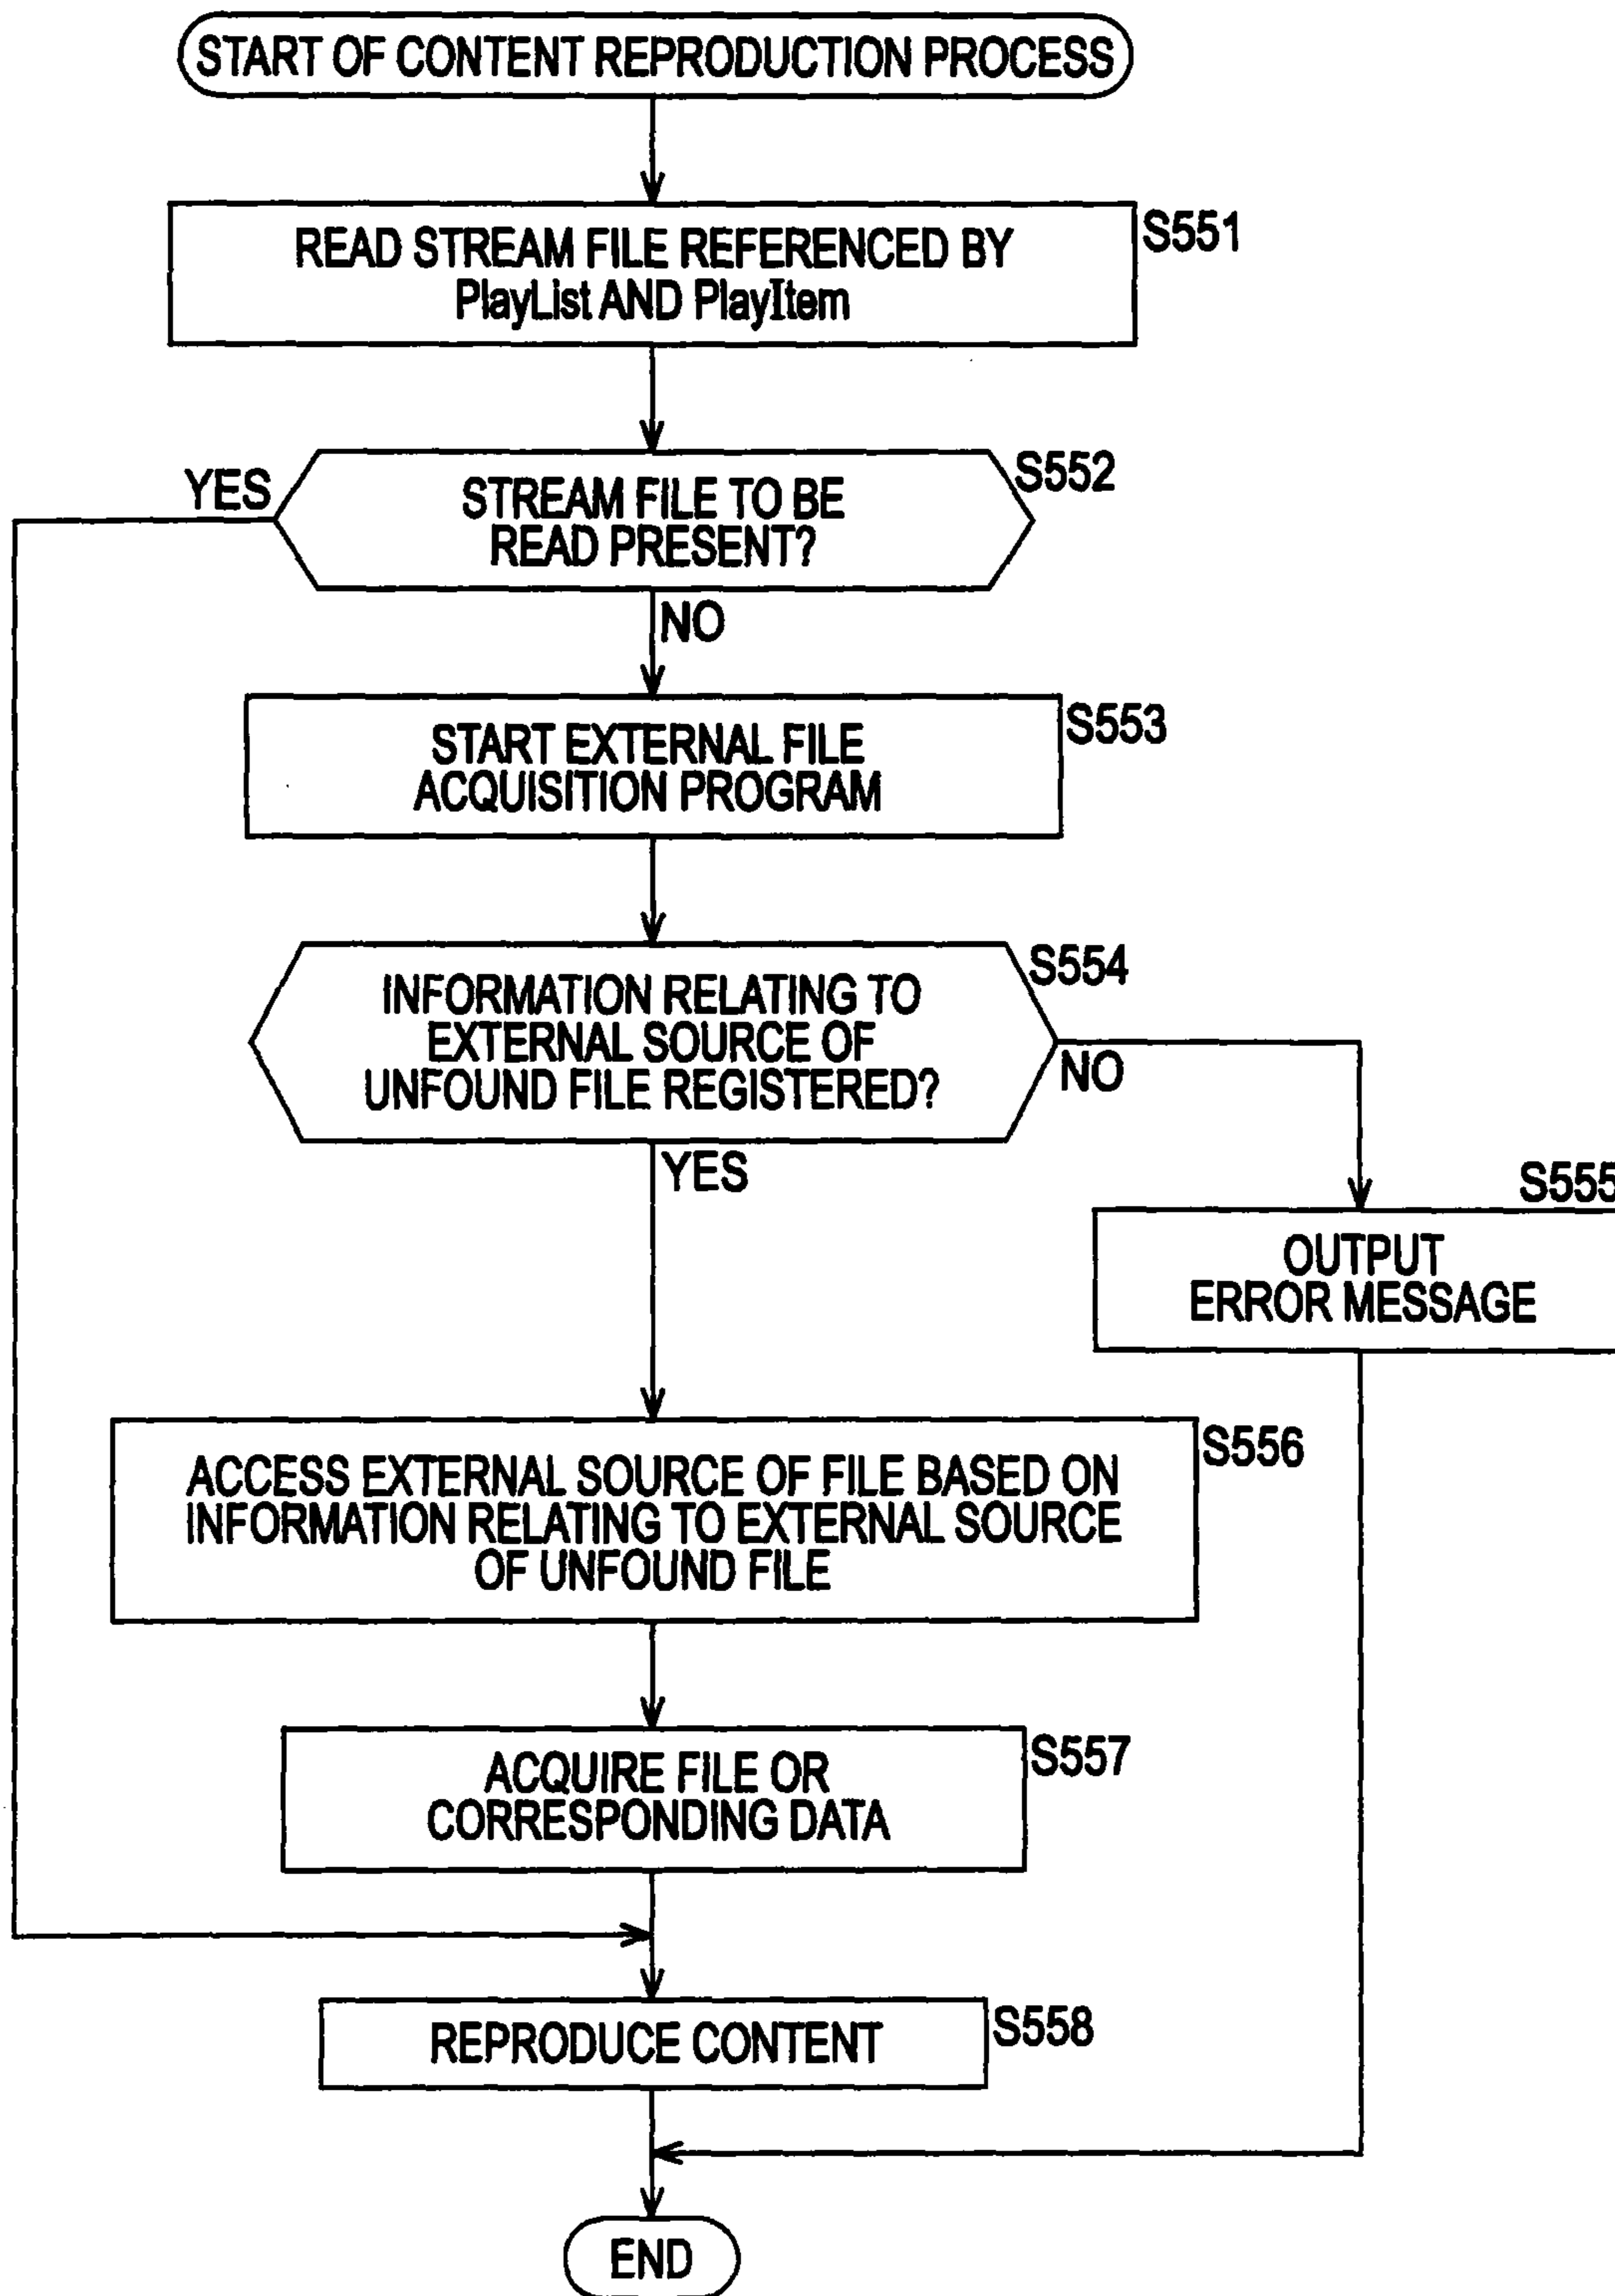 START OF CONTENT REPRODUCTION PROCESS
READ STREAM FILE REFERENCED BY
PlayList AND PlayItem
S551
STREAM FILE TO BE
READ PRESENT?
S552
YES
NO
START EXTERNAL FILE
ACQUISITION PROGRAM
S553
INFORMATION RELATING TO
EXTERNAL SOURCE OF
UNFOUND FILE REGISTERED?
S554
NO
YES
S555
OUTPUT
ERROR MESSAGE
ACCESS EXTERNAL SOURCE OF FILE BASED ON
INFORMATION RELATING TO EXTERNAL SOURCE
OF UNFOUND FILE
S556
ACQUIRE FILE OR
CORRESPONDING DATA
S557
REPRODUCE CONTENT
S558
END